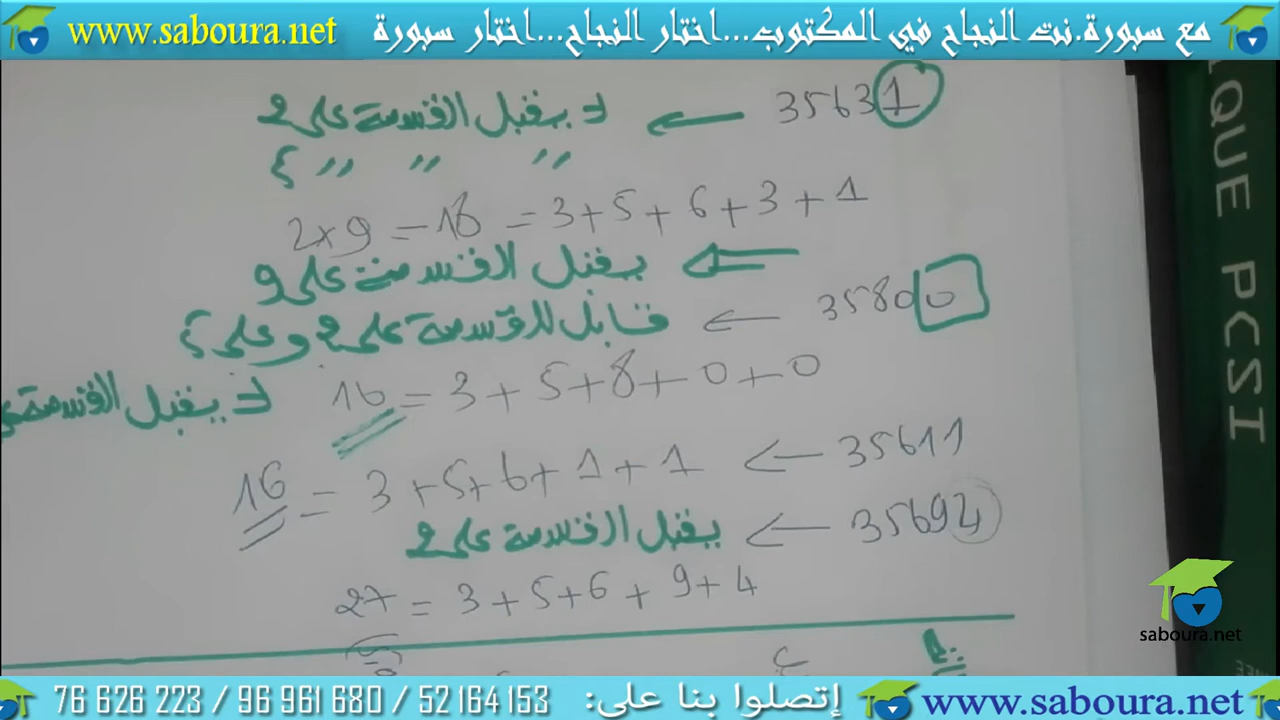 www.saboura.net مع سبورة.نت النجاح في المكتوب...اختار النجاح...اختار سبورة
35631 ← لا يقبل القسمة على 2
" " " 5
2x9 = 18 = 3+5+6+3+1
⇐ يقبل القسمة على 9
35800 ← قابل للقسمة على 2 وعلى 5
16 = 3+5+8+0+0 لا يقبل القسمة
16 = 3+5+6+1+1 ← 35611
35694 ← يقبل القسمة على 2
27 = 3+5+6+9+4
saboura.net
QUE PCSI
www.saboura.net إتصلوا بنا على: 76 626 223 / 96 961 680 / 52 164 153